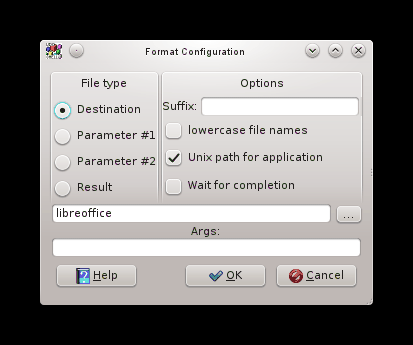 Format Configuration
File type
Options
Destination
Suffix:
Parameter #1
lowercase file names
Parameter #2
Unix path for application
Result
Wait for completion
libreoffice
...
Args:
Help
OK
Cancel